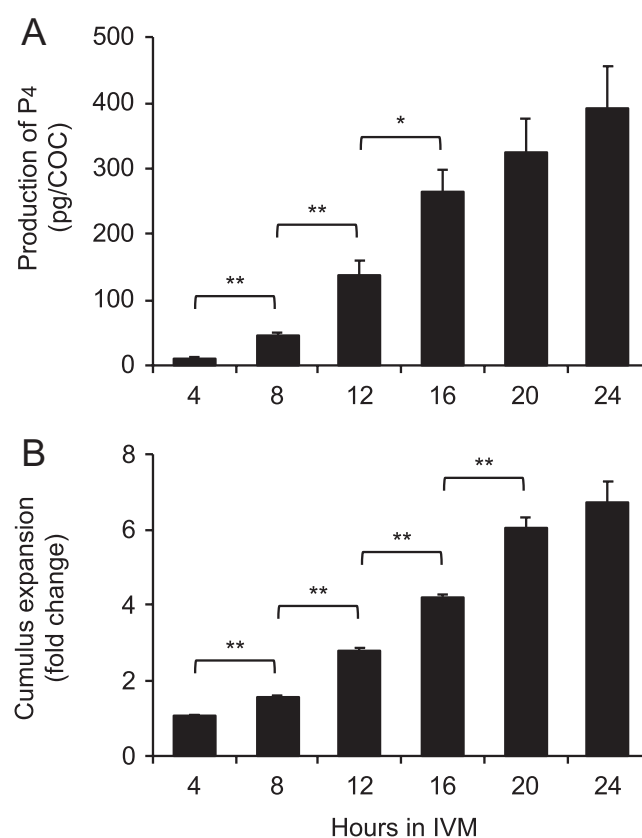 A
Production of P4
(pg/COC)
500
400
300
200
100
0
**
**
*
4 8 12 16 20 24
B
Cumulus expansion
(fold change)
8
6
4
2
0
**
**
**
**
4 8 12 16 20 24
Hours in IVM